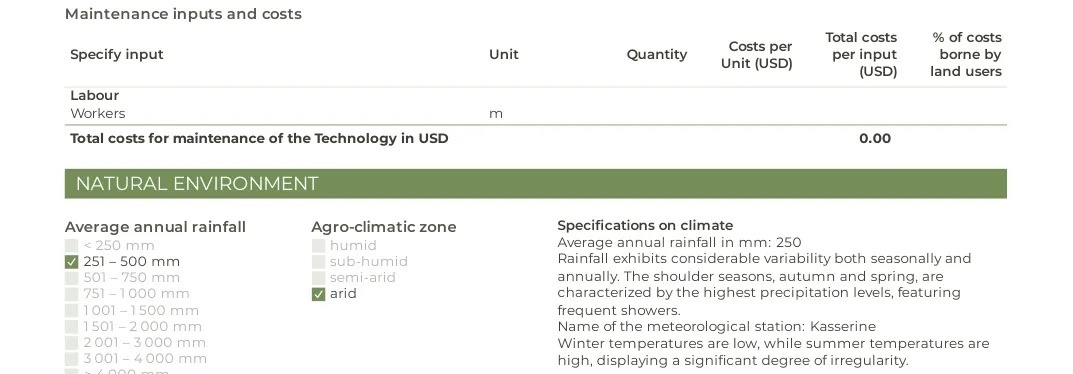 Maintenance inputs and costs
Specify input Unit Quantity Costs per Unit (USD) Total costs per input (USD) % of costs borne by land users
Labour
Workers m
Total costs for maintenance of the Technology in USD 0.00
NATURAL ENVIRONMENT
Average annual rainfall
< 250 mm
251 – 500 mm
501 – 750 mm
751 – 1 000 mm
1 001 – 1 500 mm
1 501 – 2 000 mm
2 001 – 3 000 mm
3 001 – 4 000 mm
> 4 000 mm
Agro-climatic zone
humid
sub-humid
semi-arid
arid
Specifications on climate
Average annual rainfall in mm: 250
Rainfall exhibits considerable variability both seasonally and
annually. The shoulder seasons, autumn and spring, are
characterized by the highest precipitation levels, featuring
frequent showers.
Name of the meteorological station: Kasserine
Winter temperatures are low, while summer temperatures are
high, displaying a significant degree of irregularity.